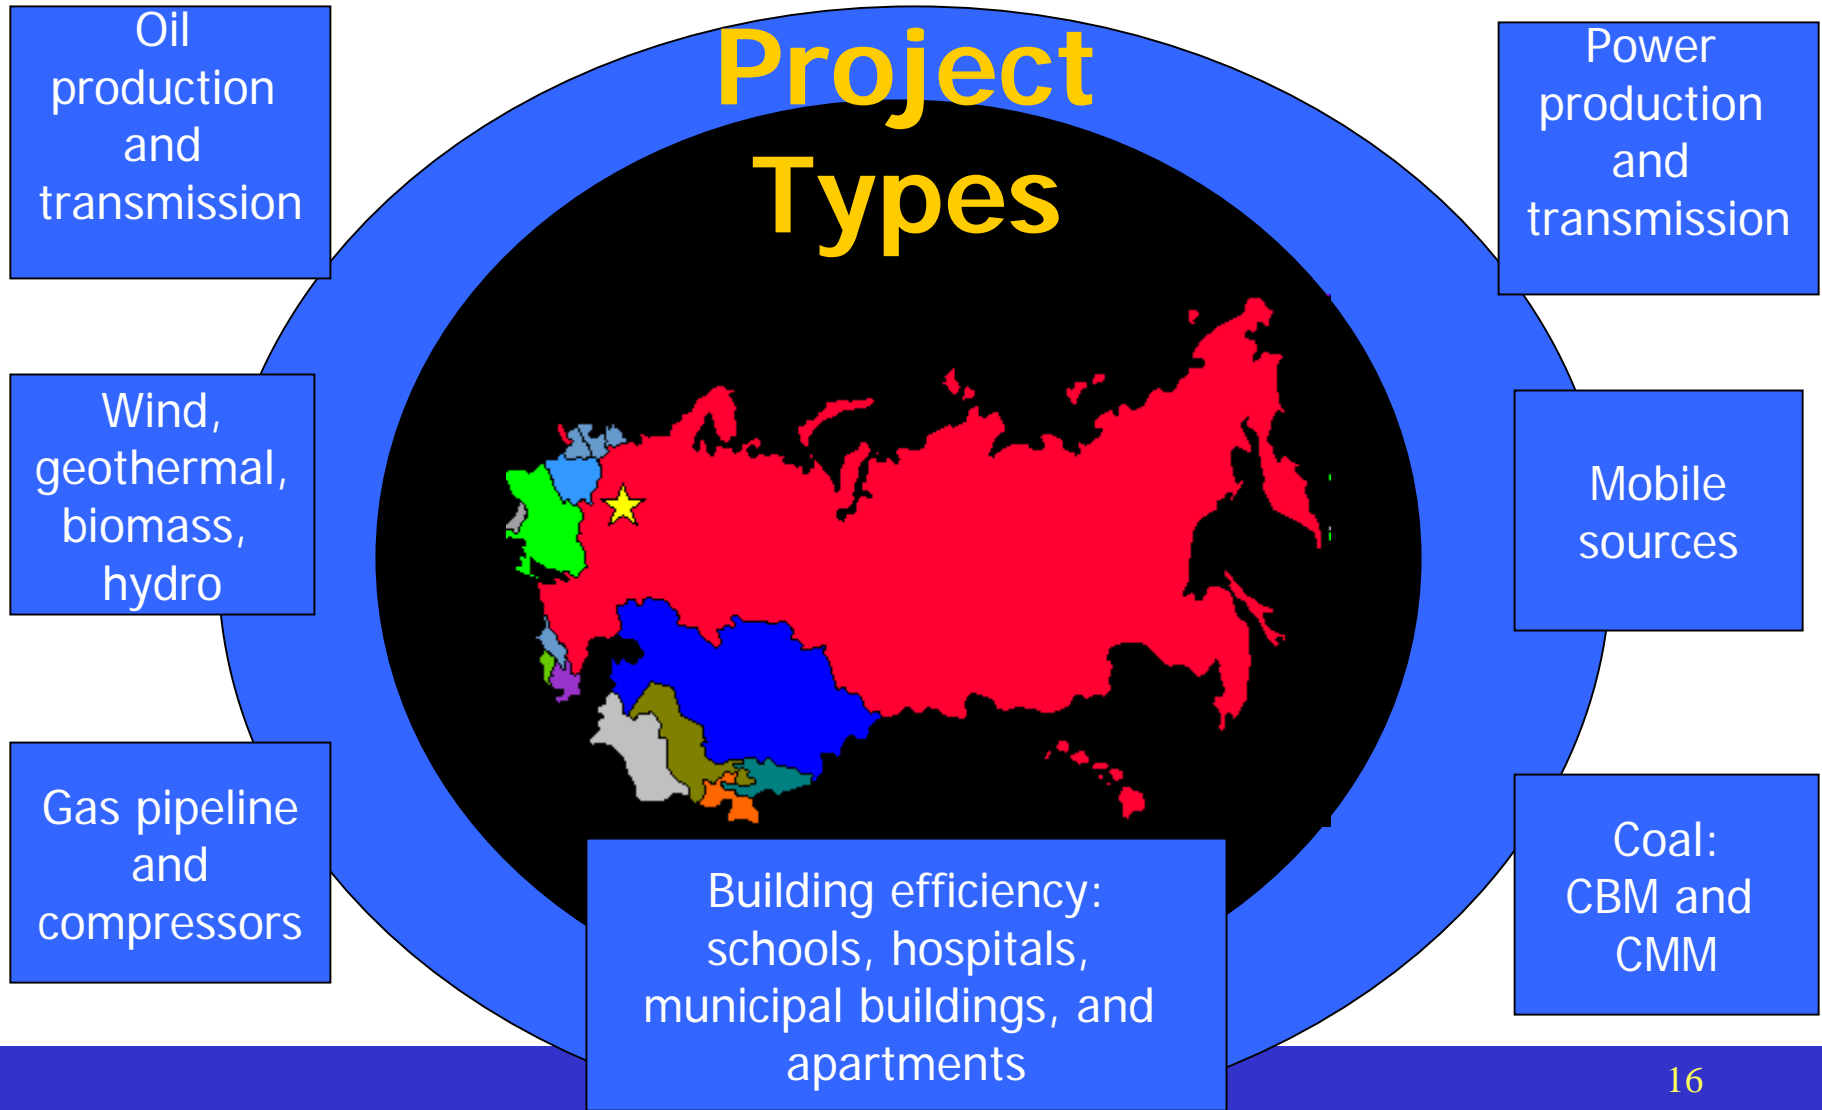 Project
Types
Oil
production
and
transmission
Power
production
and
transmission
Wind,
geothermal,
biomass,
hydro
Mobile
sources
Gas pipeline
and
compressors
Building efficiency:
schools, hospitals,
municipal buildings, and
apartments
Coal:
CBM and
CMM
16